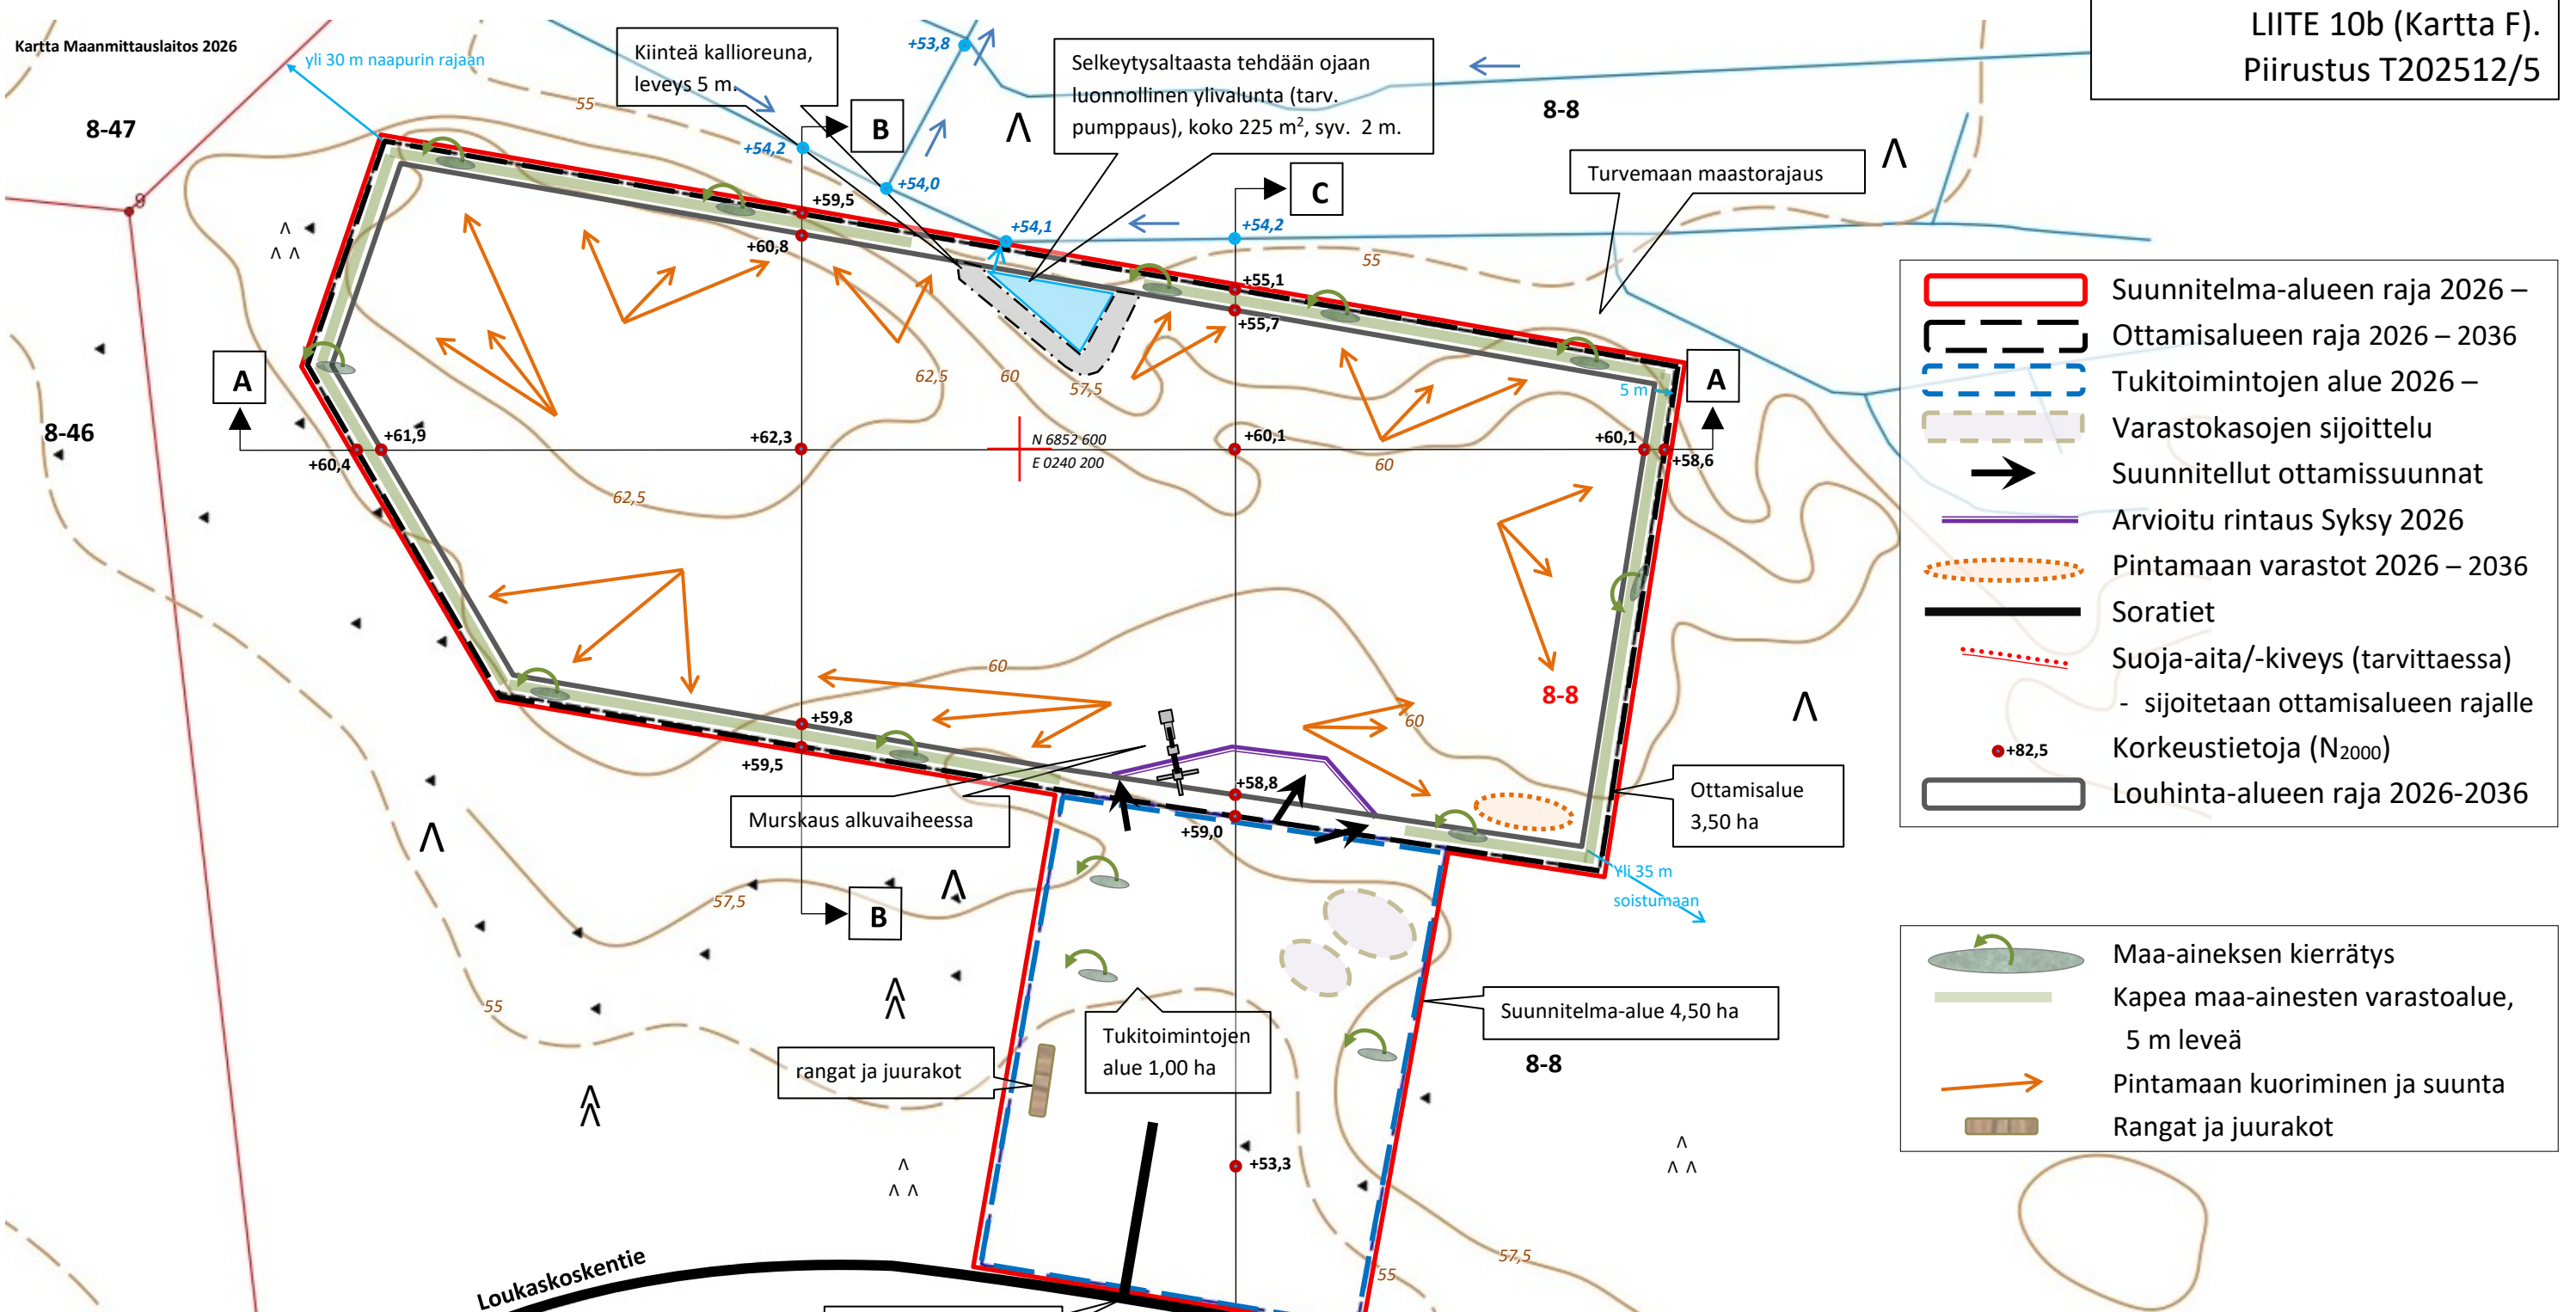 LIITE 10b (Kartta F).
Piirustus T202512/5
Kartta Maanmittauslaitos 2026
yli 30 m naapurin rajaan
Kiinteä kallioreuna,
leveys 5 m.
Selkeytysaltaasta tehdään ojaan
luonnollinen ylivalunta (tarv.
pumppaus), koko 225 m², syv. 2 m.
Turvemaan maastorajaus
8-47
8-46
8-8
9
55
+53,8
B
+54,2
+54,0
C
+59,5
+60,8
+54,1
+54,2
55
+55,1
+55,7
62,5
60
57,5
A
A
5 m
+61,9
+60,4
+62,3
N 6852 600
E 0240 200
+60,1
60
+60,1
+58,6
62,5
60
8-8
60
+59,8
+59,5
+58,8
+59,0
Murskaus alkuvaiheessa
Ottamisalue
3,50 ha
Yli 35 m
soistumaan
57,5
B
55
Suunnitelma-alue 4,50 ha
8-8
Tukitoimintojen
alue 1,00 ha
rangat ja juurakot
+53,3
57,5
55
Loukaskoskentie
Suunnitelma-alueen raja 2026 –
Ottamisalueen raja 2026 – 2036
Tukitoimintojen alue 2026 –
Varastokasojen sijoittelu
Suunnitellut ottamissuunnat
Arvioitu rintaus Syksy 2026
Pintamaan varastot 2026 – 2036
Soratiet
Suoja-aita/-kiveys (tarvittaessa)
- sijoitetaan ottamisalueen rajalle
+82,5 Korkeustietoja (N2000)
Louhinta-alueen raja 2026-2036
Maa-aineksen kierrätys
Kapea maa-ainesten varastoalue,
5 m leveä
Pintamaan kuoriminen ja suunta
Rangat ja juurakot